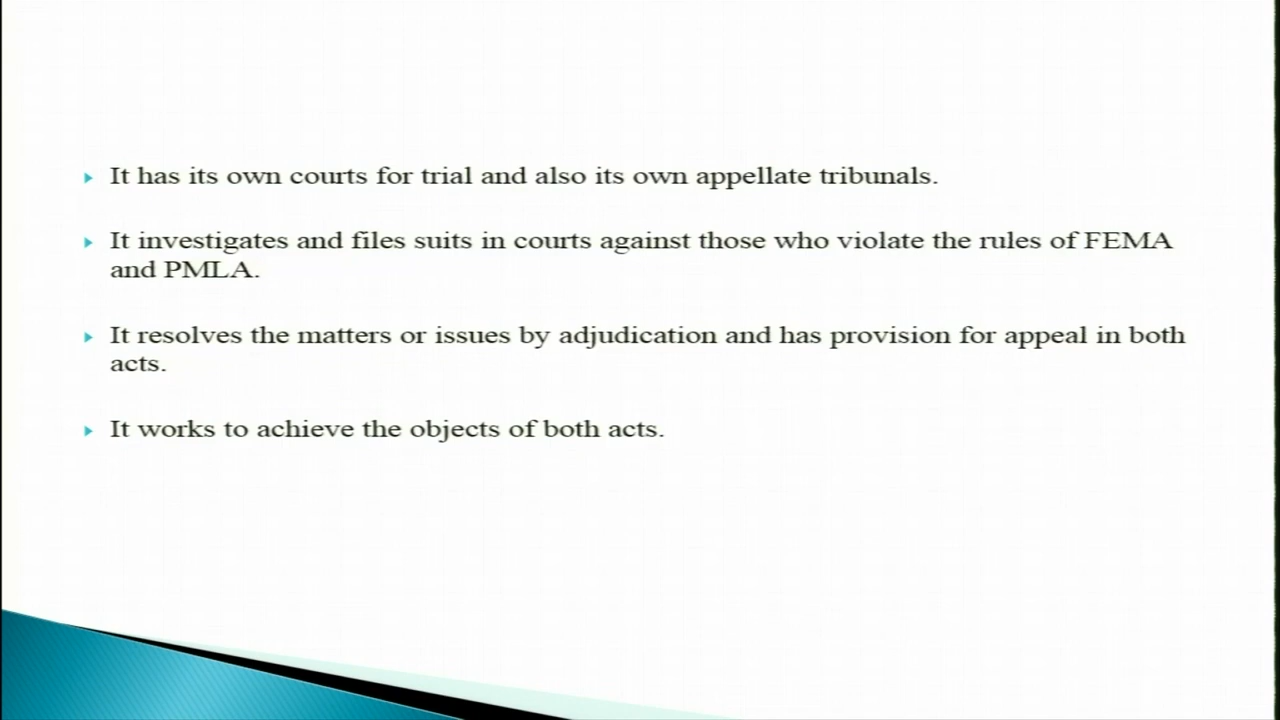 It has its own courts for trial and also its own appellate tribunals.
It investigates and files suits in courts against those who violate the rules of FEMA
and PMLA.
It resolves the matters or issues by adjudication and has provision for appeal in both
acts.
It works to achieve the objects of both acts.